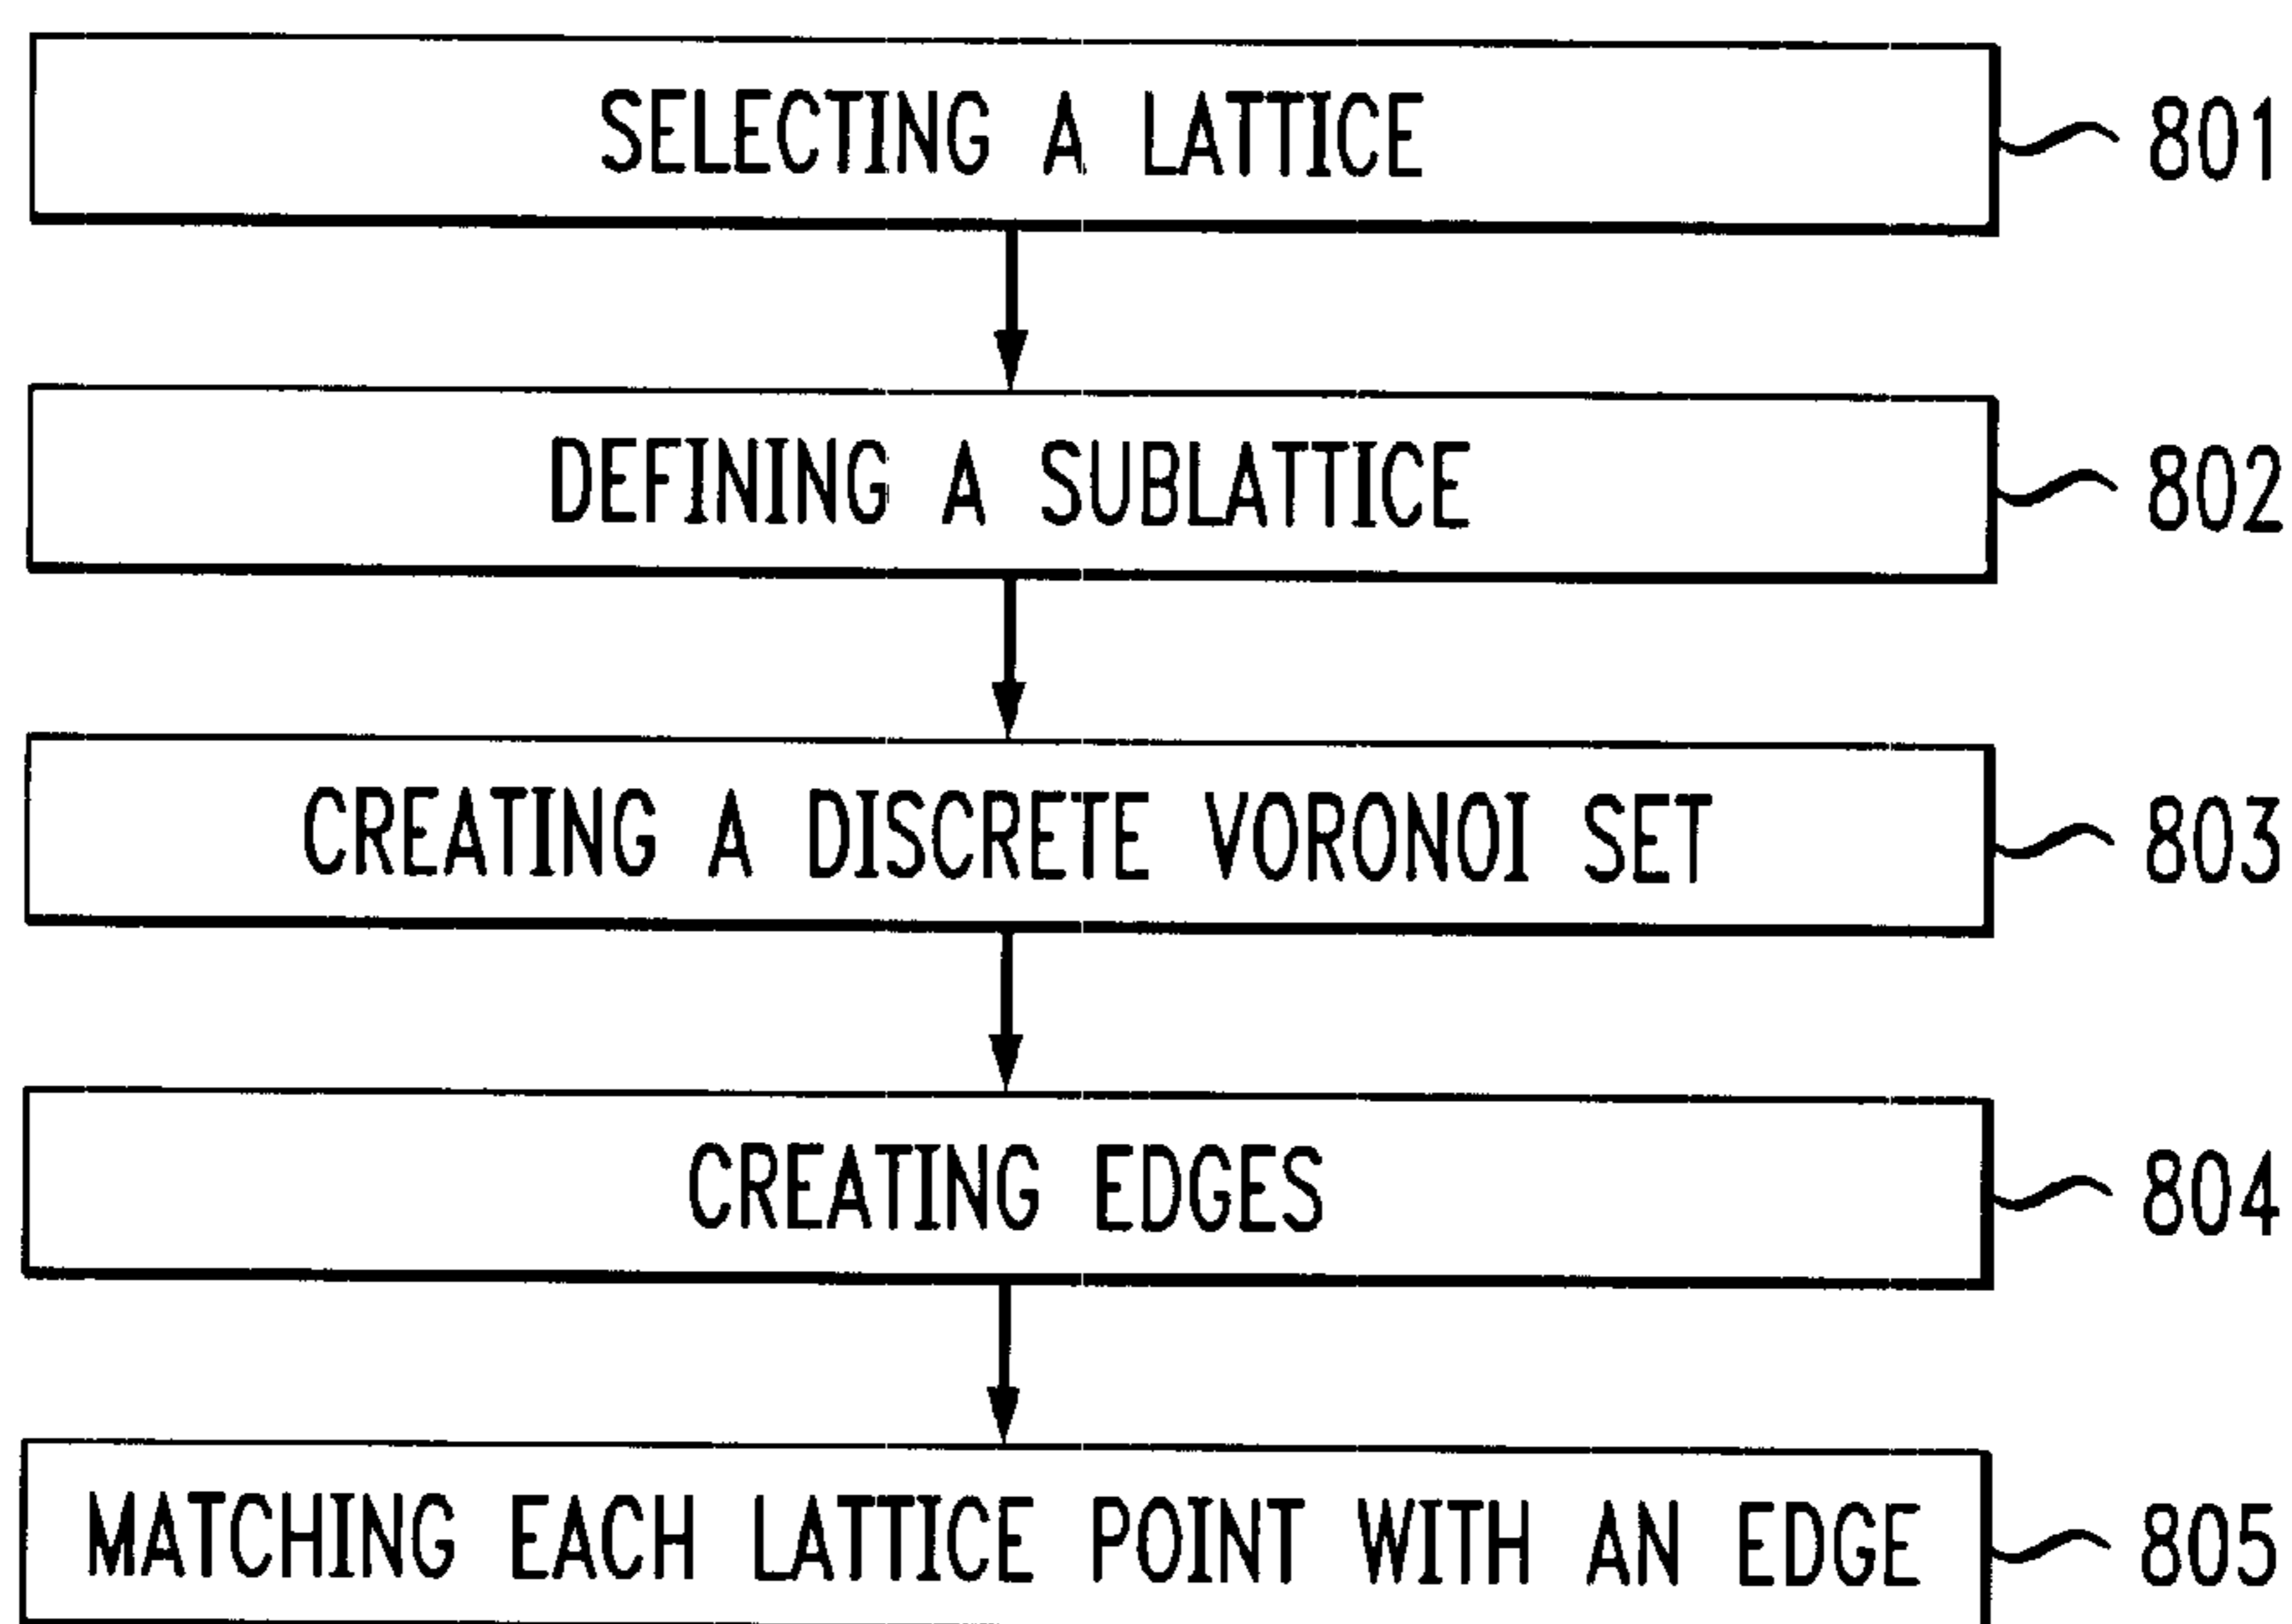 SELECTING A LATTICE 801
DEFINING A SUBLATTICE 802
CREATING A DISCRETE VORONOI SET 803
CREATING EDGES 804
MATCHING EACH LATTICE POINT WITH AN EDGE 805